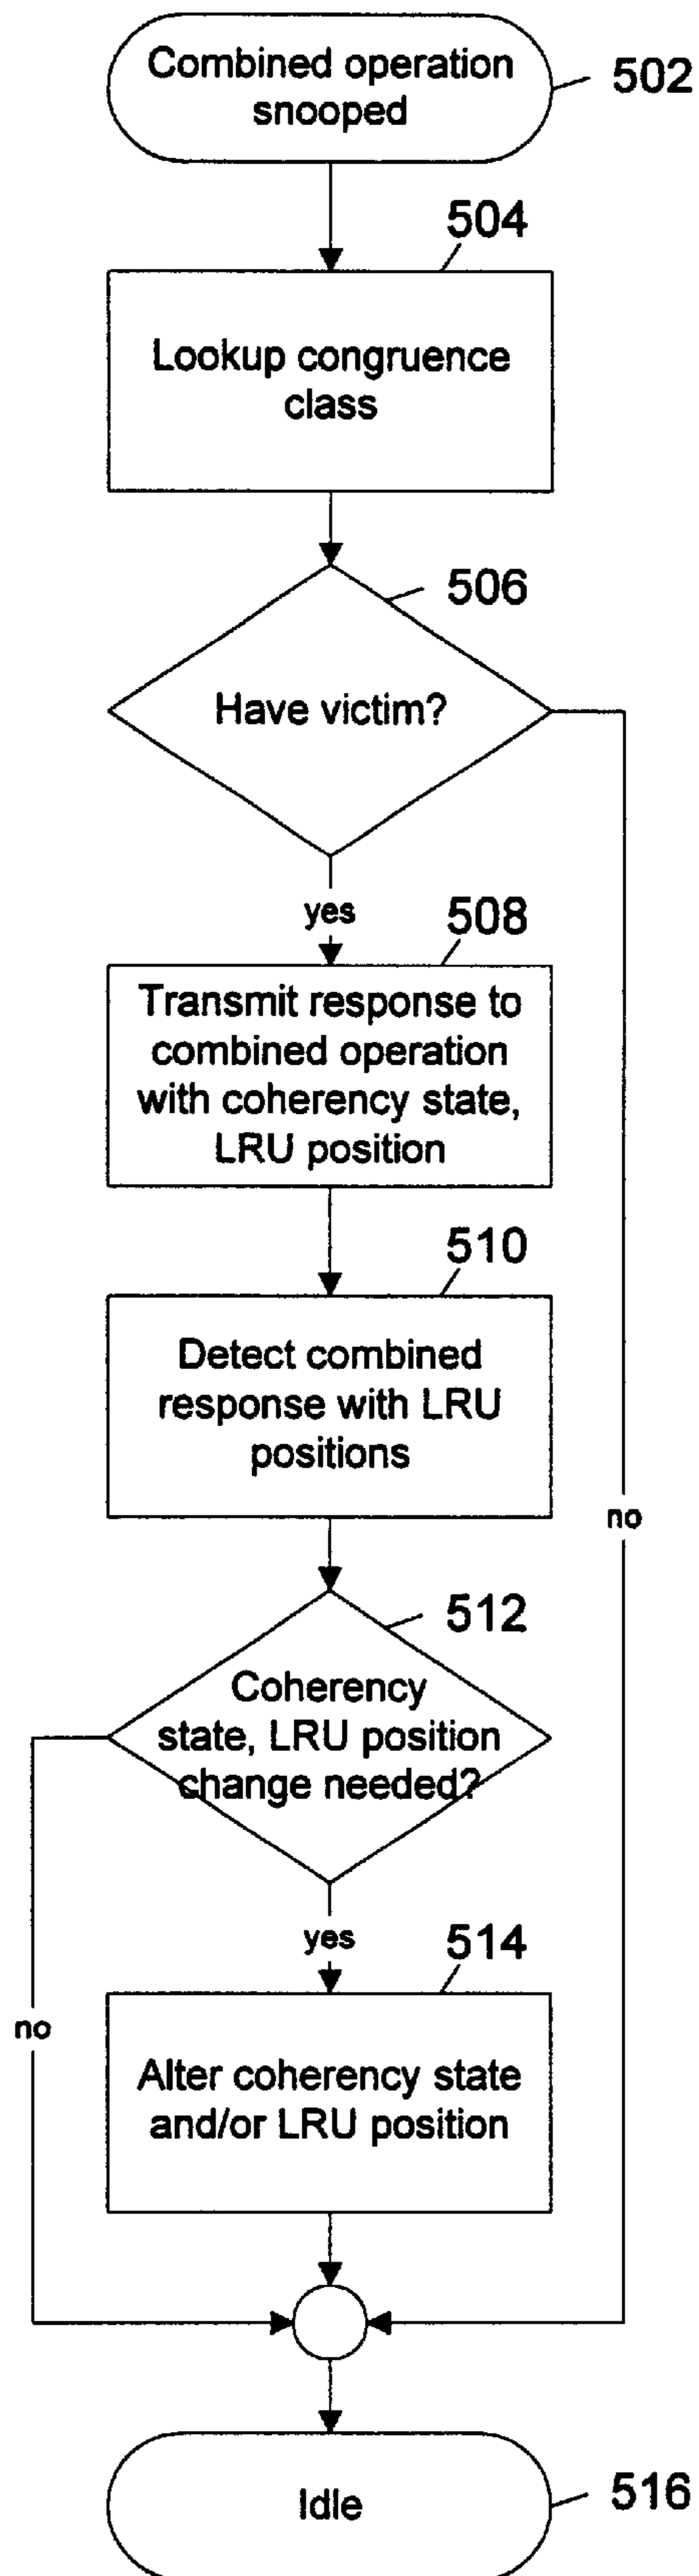 Combined operation
snooped
502
504
Lookup congruence
class
506
Have victim?
yes
508
Transmit response to
combined operation
with coherency state,
LRU position
510
Detect combined
response with LRU
positions
no
512
Coherency
state, LRU position
change needed?
yes
514
no
Alter coherency state
and/or LRU position
Idle
516